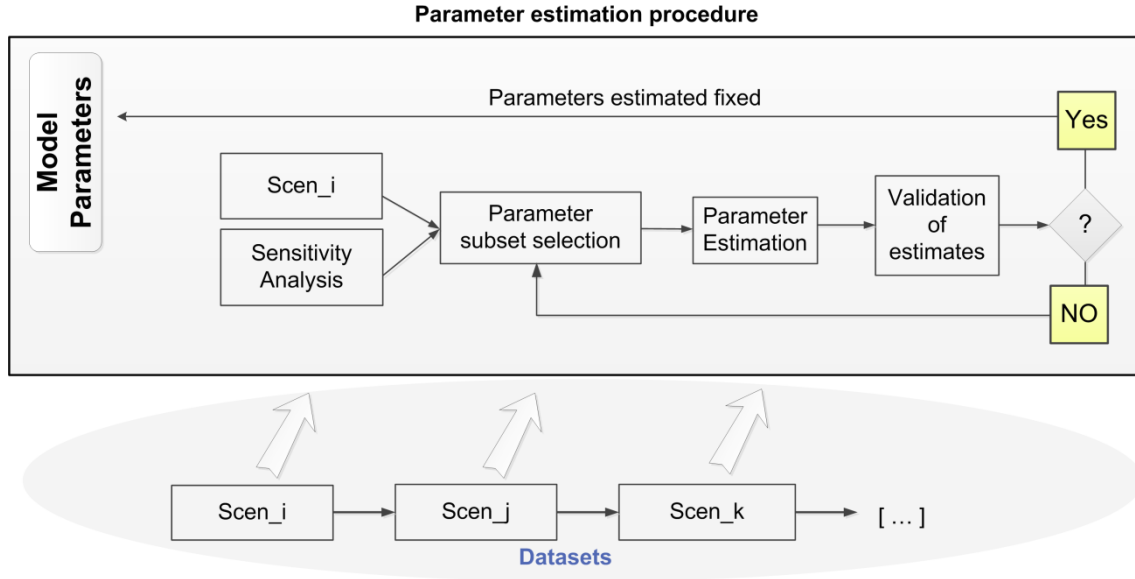 Parameter estimation procedure
Model
Parameters
Parameters estimated fixed
Yes
Scen_i
Sensitivity
Analysis
Parameter
subset selection
Parameter
Estimation
Validation
of
estimates
?
NO
Scen_i
Scen_j
Scen_k
[ ... ]
Datasets